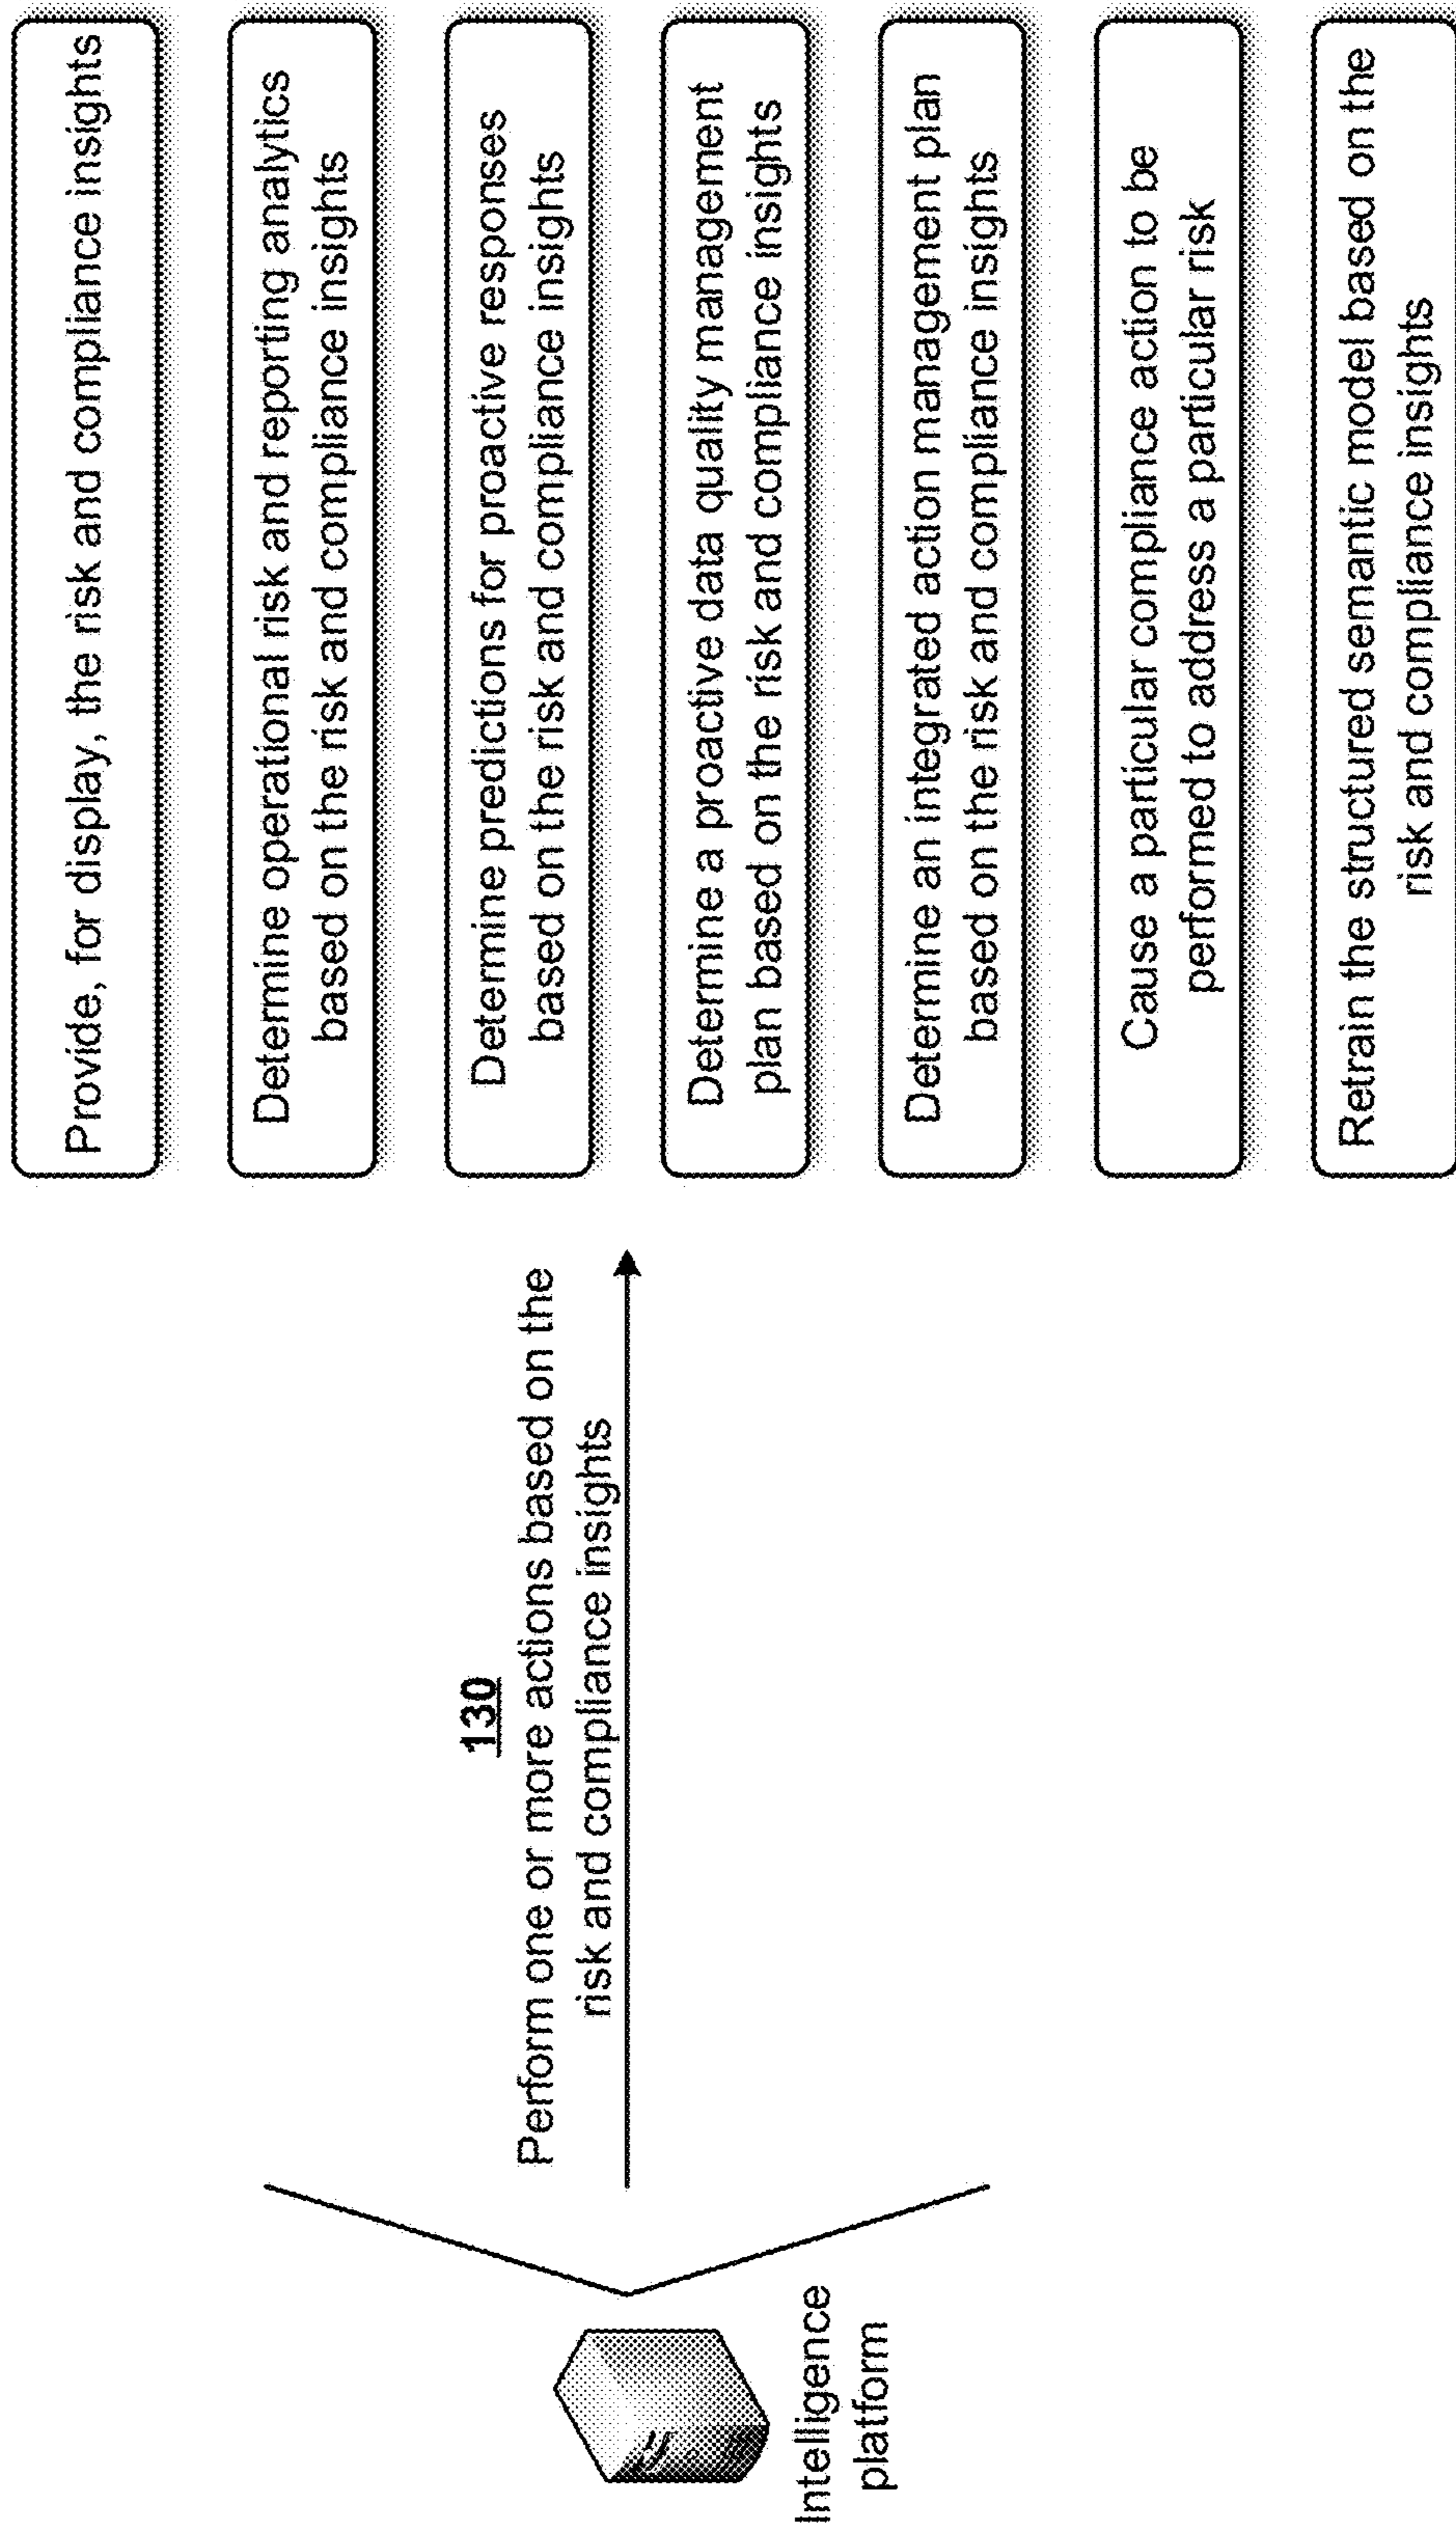 130
Perform one or more actions based on the
risk and compliance insights
Intelligence
platform
Provide, for display, the risk and compliance insights
Determine operational risk and reporting analytics
based on the risk and compliance insights
Determine predictions for proactive responses
based on the risk and compliance insights
Determine a proactive data quality management
plan based on the risk and compliance insights
Determine an integrated action management plan
based on the risk and compliance insights
Cause a particular compliance action to be
performed to address a particular risk
Retrain the structured semantic model based on the
risk and compliance insights